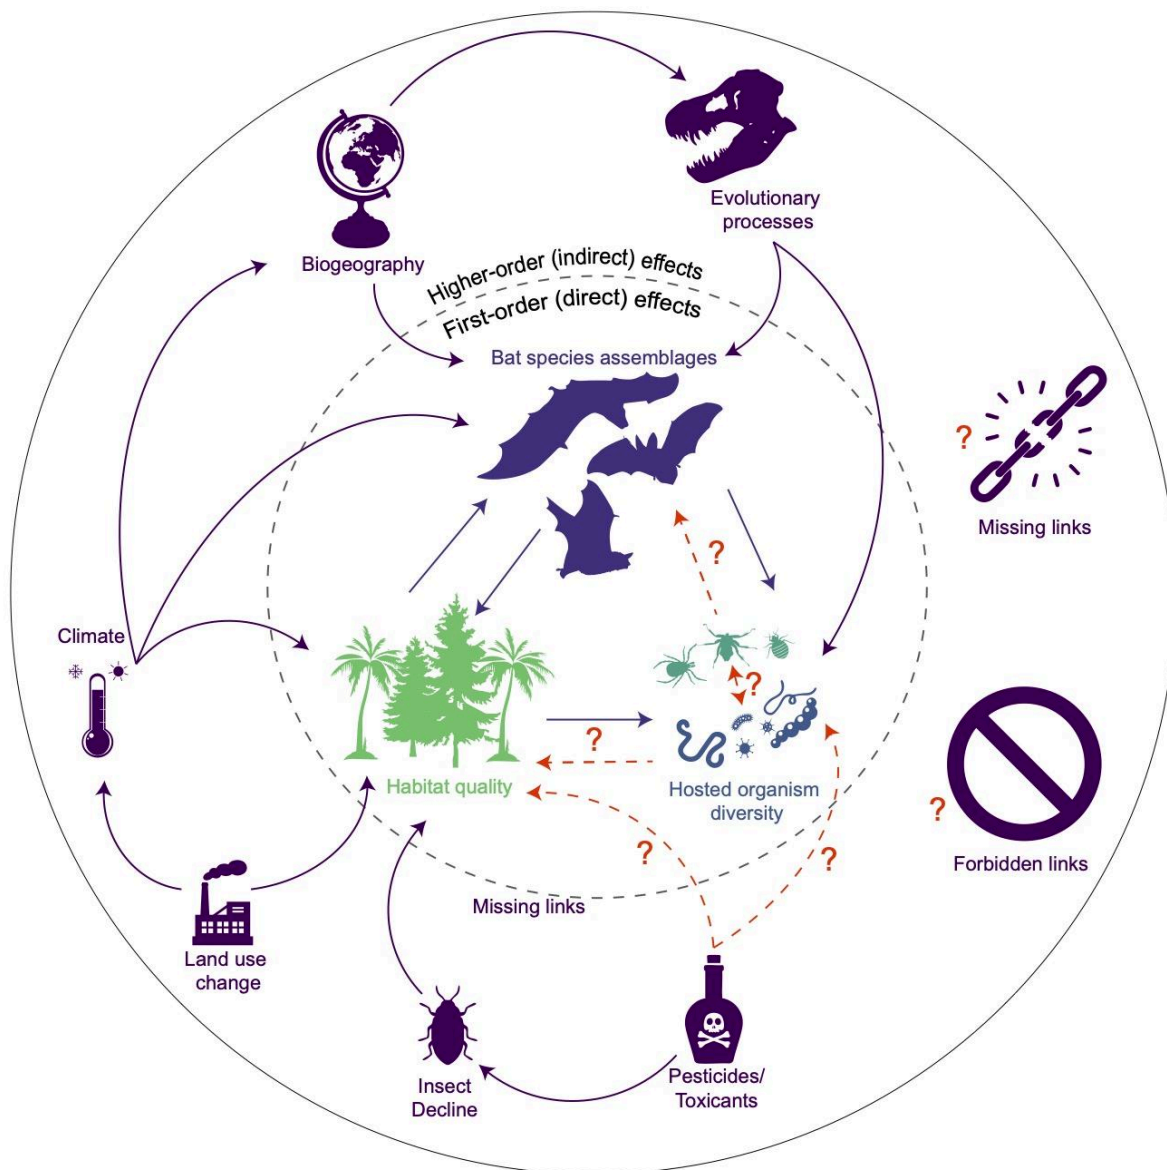 Evolutionary
processes
Biogeography
Higher-order (indirect) effects
First-order (direct) effects
Bat species assemblages
?
Missing links
?
Climate
?
?
Habitat quality
Hosted organism
diversity
?
Forbidden links
?
?
Missing links
Land use
change
Insect
Decline
Pesticides/
Toxicants